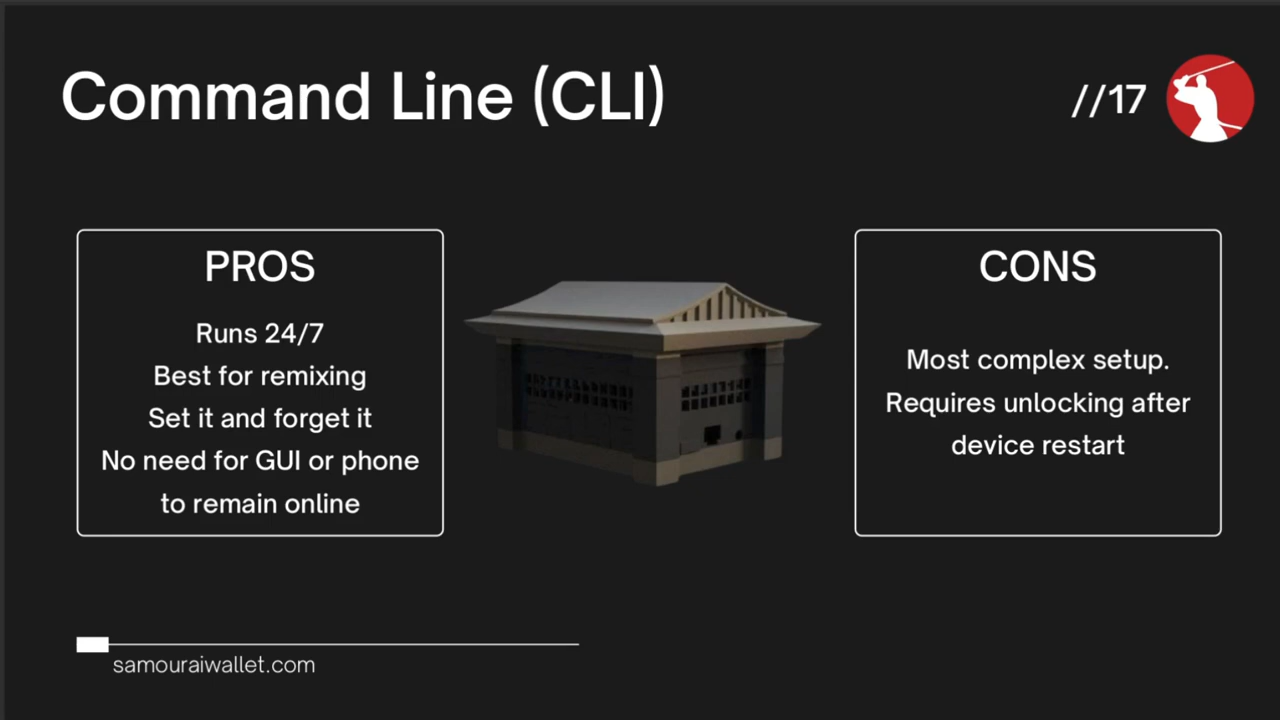 Command Line (CLI)
//17
PROS
Runs 24/7
Best for remixing
Set it and forget it
No need for GUI or phone
to remain online
CONS
Most complex setup.
Requires unlocking after
device restart
samouraiwallet.com